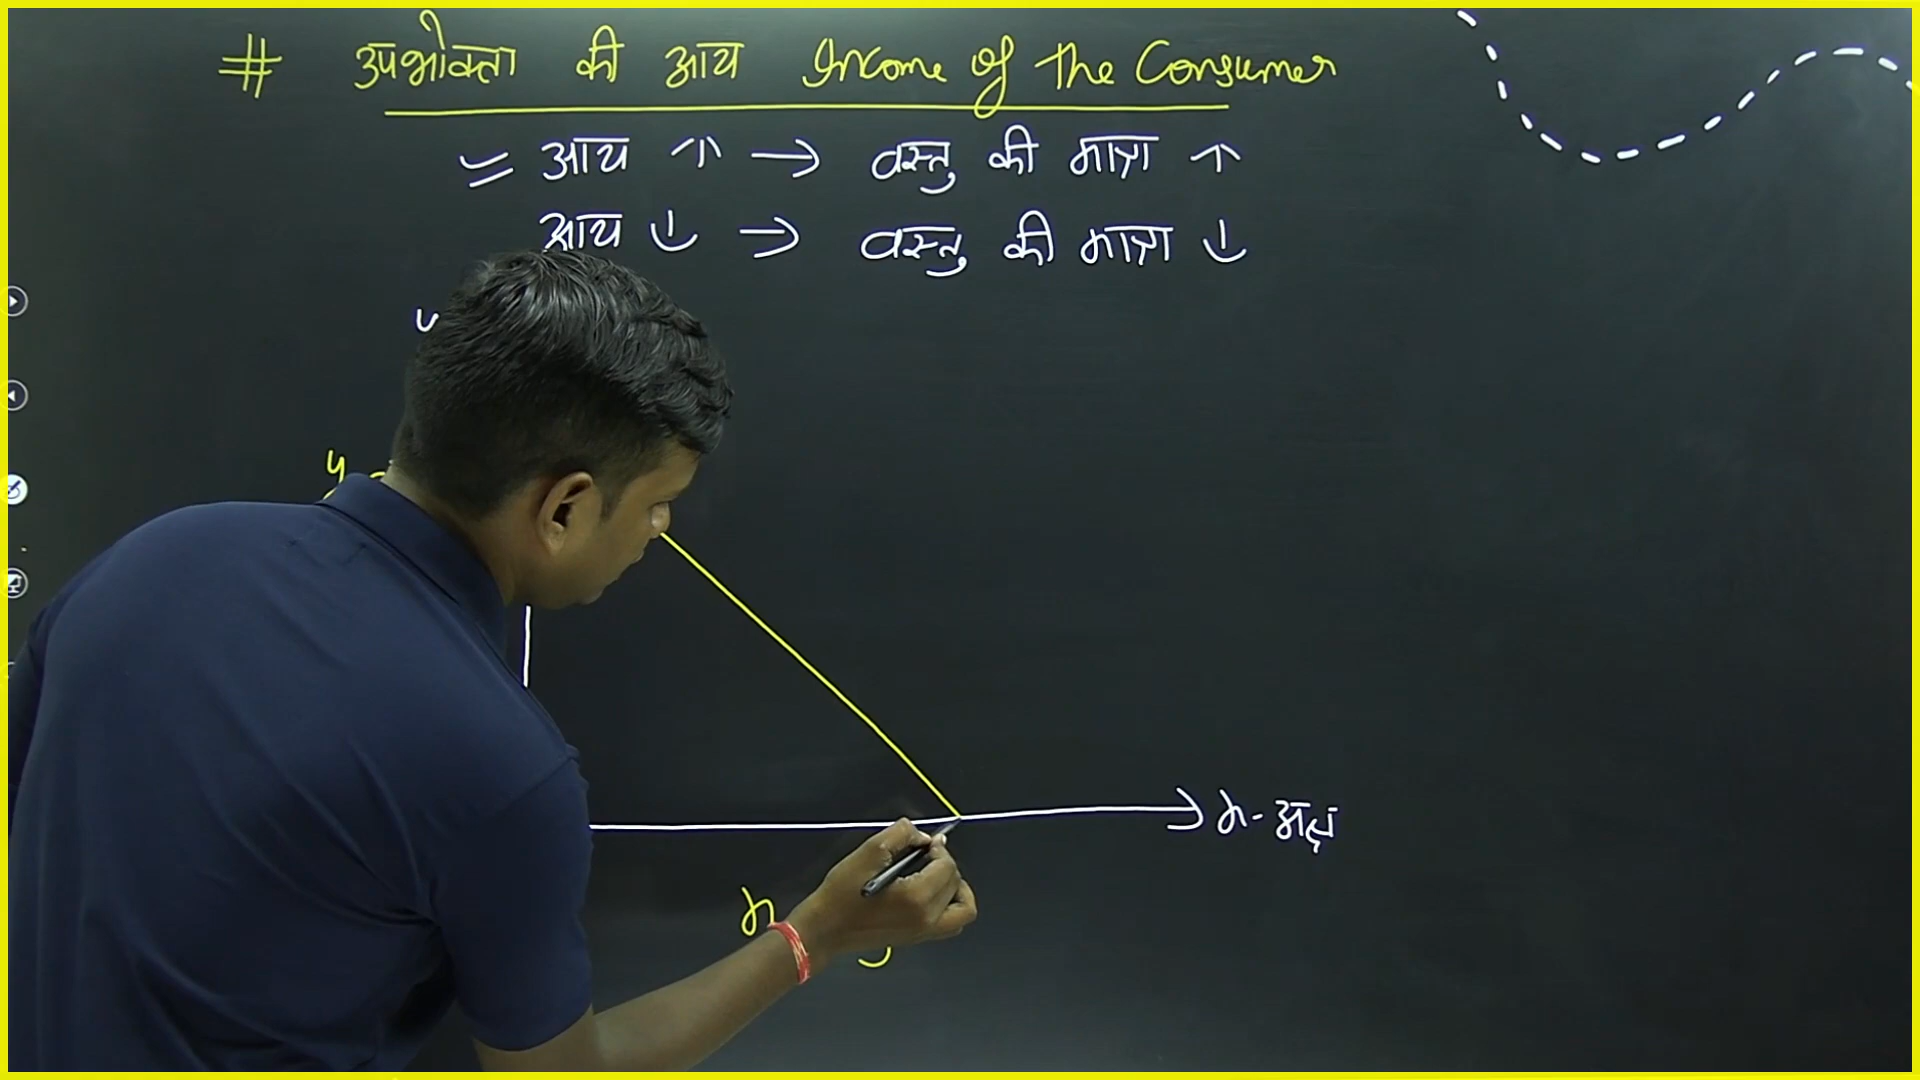 # उपभोक्ता की आय Income of the Consumer
आय ↑ → वस्तु की मात्रा ↑
आय ↓ → वस्तु की मात्रा ↓
y
x
x- अक्ष